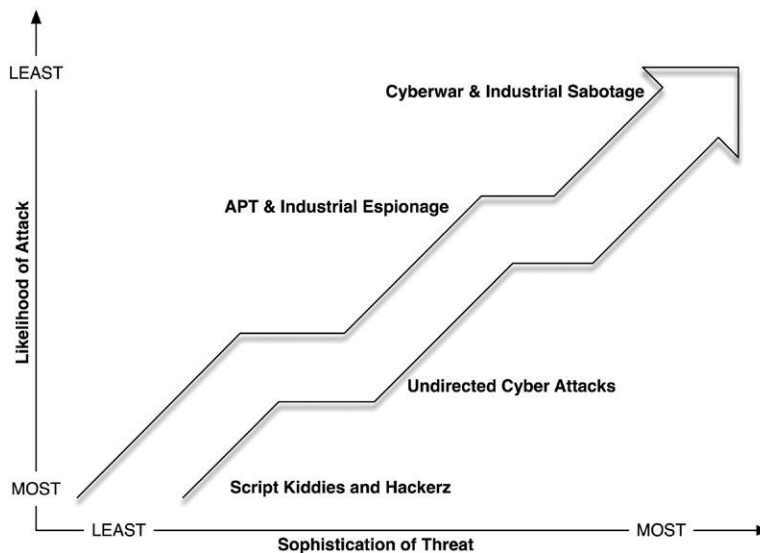 LEAST
Cyberwar & Industrial Sabotage
APT & Industrial Espionage
Likelihood of Attack
Undirected Cyber Attacks
Script Kiddies and Hackerz
MOST
LEAST
MOST
Sophistication of Threat